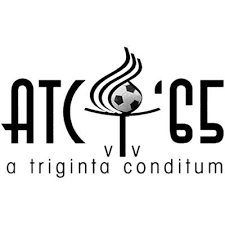 ATC '65
v v
a triginta conditum